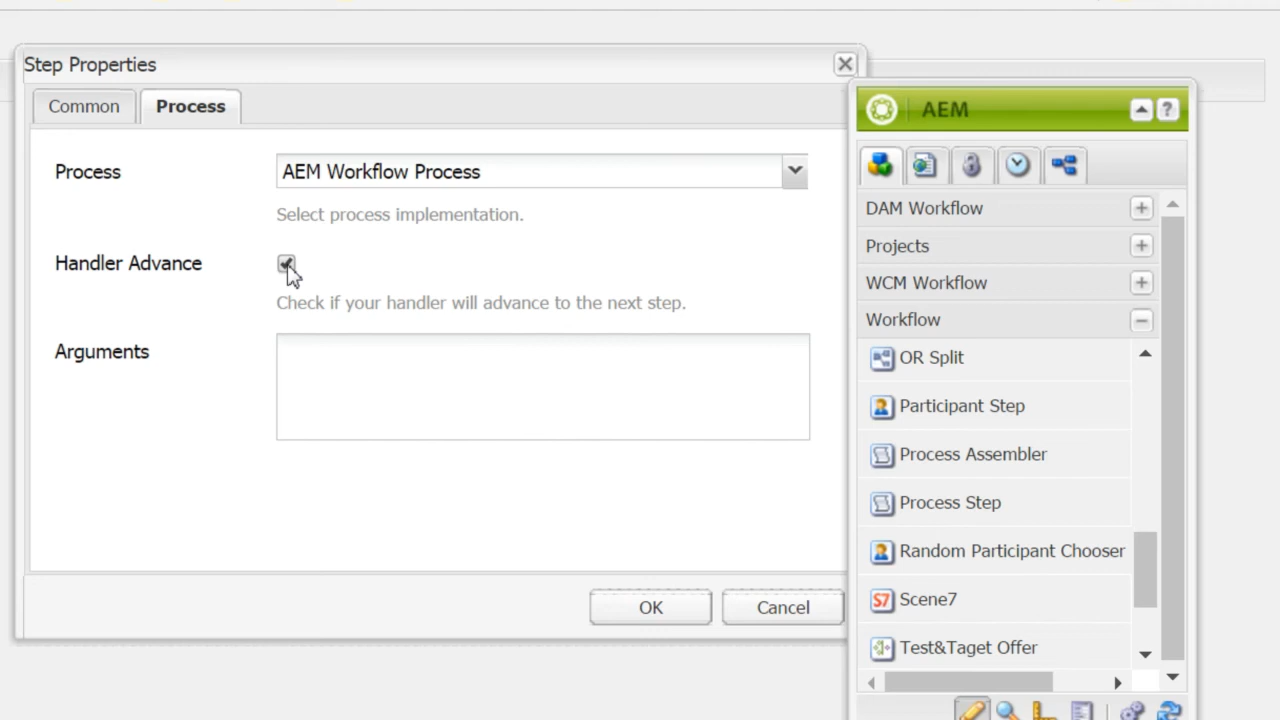 Step Properties
Common
Process
Process
AEM Workflow Process
Select process implementation.
Handler Advance
Check if your handler will advance to the next step.
Arguments
OK
Cancel
AEM
?
DAM Workflow
Projects
WCM Workflow
Workflow
OR Split
Participant Step
Process Assembler
Process Step
Random Participant Chooser
S7 Scene7
Test&Taget Offer